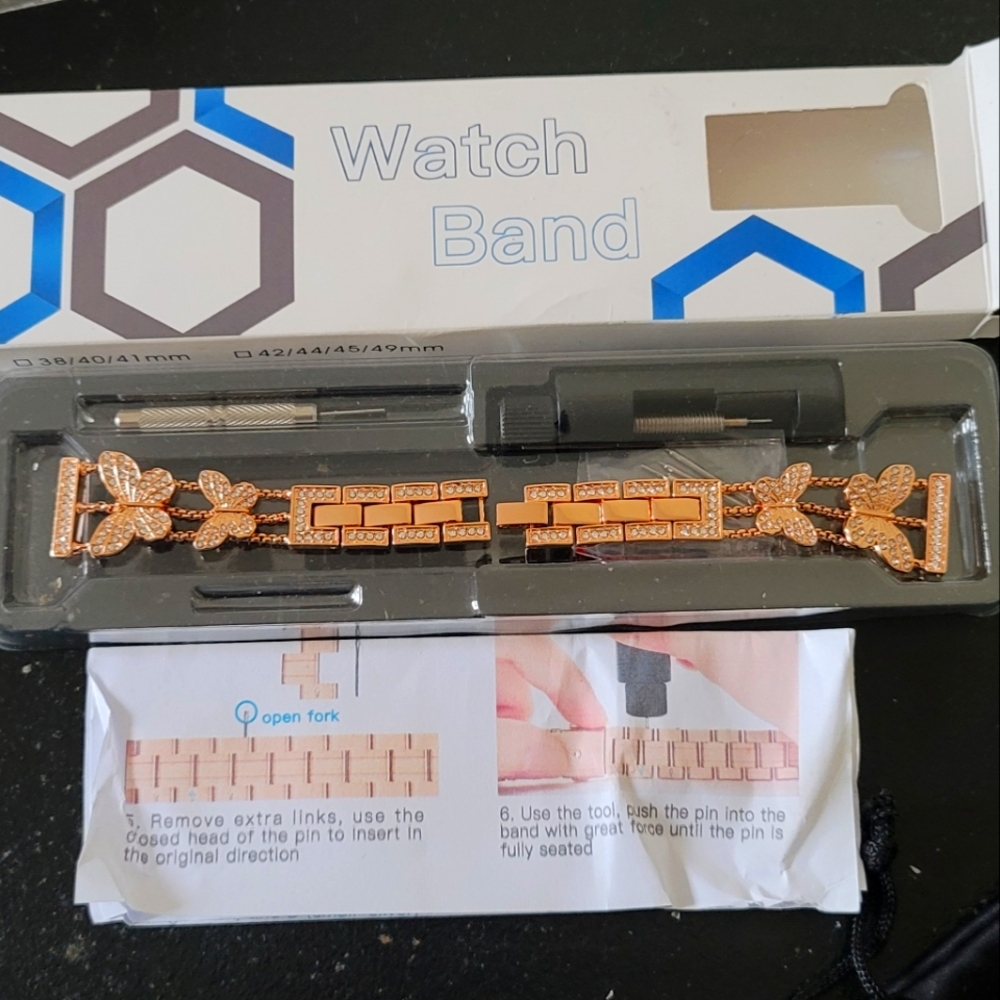 Watch
Band
38/40/41mm 42/44/45/49mm
open fork
5. Remove extra links, use the
closed head of the pin to insert in
the original direction
6. Use the tool, push the pin into the
band with great force until the pin is
fully seated